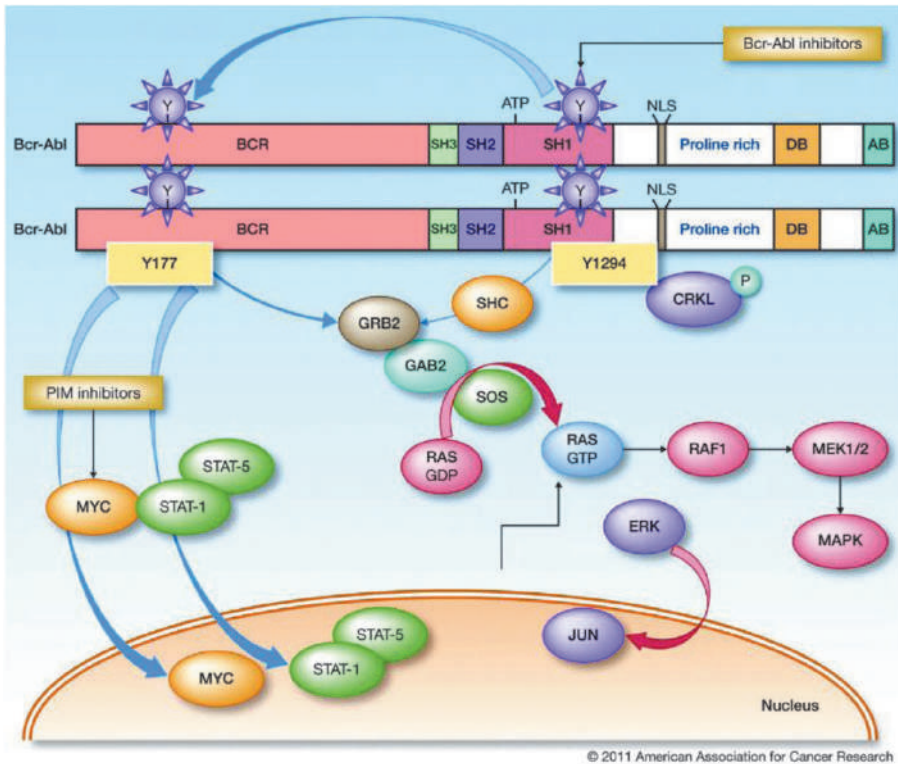 Bcr-Abl inhibitors
Y
Y
ATP
NLS
Bcr-Abl
BCR
SH3
SH2
SH1
Proline rich
DB
AB
Y
Y
ATP
NLS
Bcr-Abl
BCR
SH3
SH2
SH1
Proline rich
DB
AB
Y177
Y1294
P
CRKL
SHC
GRB2
GAB2
SOS
PIM inhibitors
RAS
GDP
RAS
GTP
RAF1
MEK1/2
STAT-5
MYC
STAT-1
ERK
MAPK
STAT-5
JUN
STAT-1
MYC
Nucleus
© 2011 American Association for Cancer Research